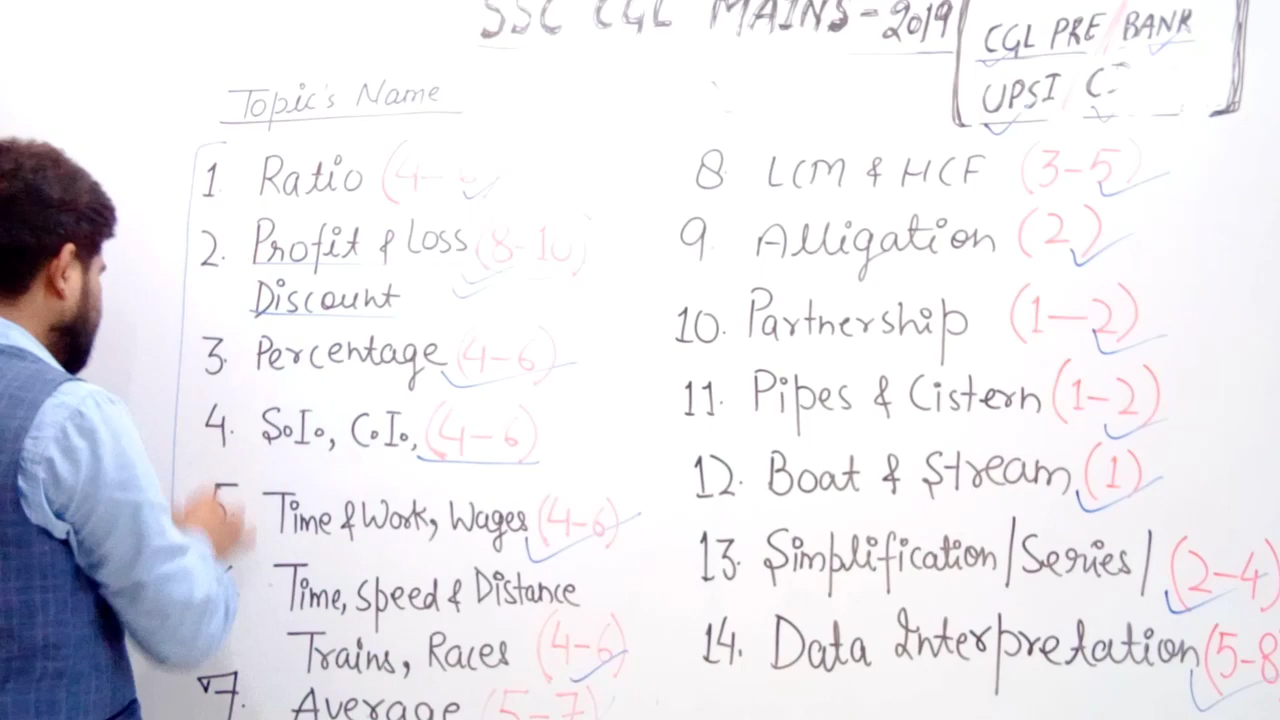 SSC CGL MAINS-2019
CGL PRE / BANK
UPSI
Topic's Name
1. Ratio (4-
2. Profit & Loss (8-10)
Discount
3. Percentage (4-6)
4. S.I., C.I., (4-6)
5 Time & Work, Wages (4-6)
Time, Speed & Distance
Trains, Races (4-6)
7. Average (5-7)
8 LCM & HCF (3-5)
9. Alligation (2)
10. Partnership (1-2)
11. Pipes & Cistern (1-2)
12. Boat & Stream (1)
13. Simplification/Series/ (2-4)
14. Data Interpretation (5-8